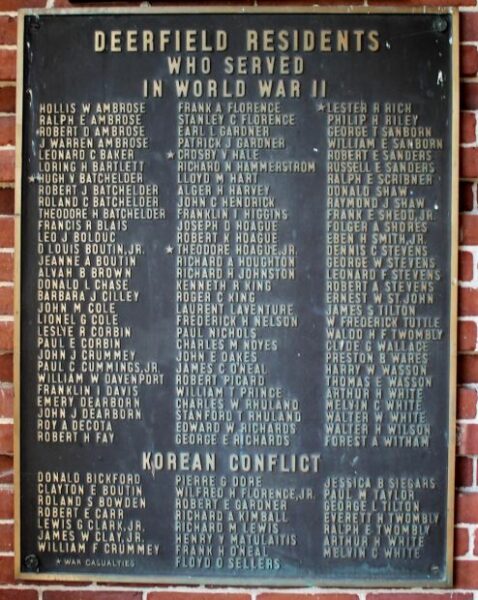 DEERFIELD RESIDENTS
WHO SERVED
IN WORLD WAR II
HOLLIS W AMBROSE
RALPH E AMBROSE
ROBERT D AMBROSE
J WARREN AMBROSE
LEONARD C BAKER
LORING H BARTLETT
*HUGH V BATCHELDER
ROBERT J BATCHELDER
ROLAND C BATCHELDER
THEODORE H BATCHELDER
FRANCIS R BLAIS
LEO J BOLDUC
D LOUIS BOUTIN, JR.
JEANNE A BOUTIN
ALVAH B BROWN
DONALD L CHASE
BARBARA J CILLEY
JOHN M COLE
LIONEL G COLE
LESLYE R CORBIN
PAUL E CORBIN
JOHN J CRUMMEY
PAUL C CUMMINGS, JR.
WILLIAM W DAVENPORT
FRANKLIN I DAVIS
EMERY DEARBORN
JOHN J DEARBORN
ROY A DECOTA
ROBERT H FAY
FRANK A FLORENCE
STANLEY C FLORENCE
EARL L GARDNER
PATRICK J GARDNER
* CROSBY V HALE
RICHARD N HAMMERSTROM
LLOYD M HART
ALGER H HARVEY
JOHN C HENDRICK
FRANKLIN T HIGGINS
JOSEPH D HOAGUE
ROBERT K HOAGUE
* THEODORE HOAGUE, JR.
RICHARD A HOUGHTON
RICHARD H JOHNSTON
KENNETH R KING
ROGER C KING
LAURENT LAVENTURE
FREDERICK N NELSON
PAUL NICHOLS
CHARLES M NOYES
JOHN E OAKES
JAMES C O'NEAL
ROBERT PICARD
WILLIAM T PRINCE
CHARLES W RHULAND
STANFORD T RHULAND
EDWARD W RICHARDS
GEORGE E RICHARDS
* LESTER R RICH
PHILIP H RILEY
GEORGE T SANBORN
WILLIAM E SANBORN
ROBERT E SANDERS
RUSSELL E SANDERS
RALPH E SCRIBNER
DONALD SHAW
RAYMOND J SHAW
FRANK E SHEDD, JR.
FOLGER A SHORES
EBEN H SMITH, JR.
DENNIS C STEVENS
GEORGE W STEVENS
LEONARD F STEVENS
ROBERT A STEVENS
ERNEST W ST. JOHN
JAMES S TILTON
W FREDERICK TUTTLE
WALDO H F TWOMBLY
CLYDE C WARD
PRESTON B WARES
HARRY W WASSON
THOMAS E WASSON
ARTHUR H WHITE
MELVIN C WHITE
WALTER W WHITE
WALTER H WILSON
FOREST A WITHAM
KOREAN CONFLICT
DONALD BICKFORD
CLAYTON E BOUTIN
ROLAND S BOWDEN
ROBERT E CARR
LEWIS G CLARK, JR.
JAMES W CLAY, JR.
WILLIAM F CRUMMEY
PIERRE G DORE
WILFRED H FLORENCE, JR.
ROBERT E GARDNER
RICHARD A KIMBALL
RICHARD M LEWIS
HENRY V MATULAITIS
FRANK H O'NEAL
FLOYD O SELLERS
JESSICA B SIEGARS
PAUL M TAYLOR
GEORGE L TILTON
EVERETT H TWOMBLY
RALPH E TWOMBLY
ARTHUR H WHITE
MELVIN C WHITE
* WAR CASUALTIES